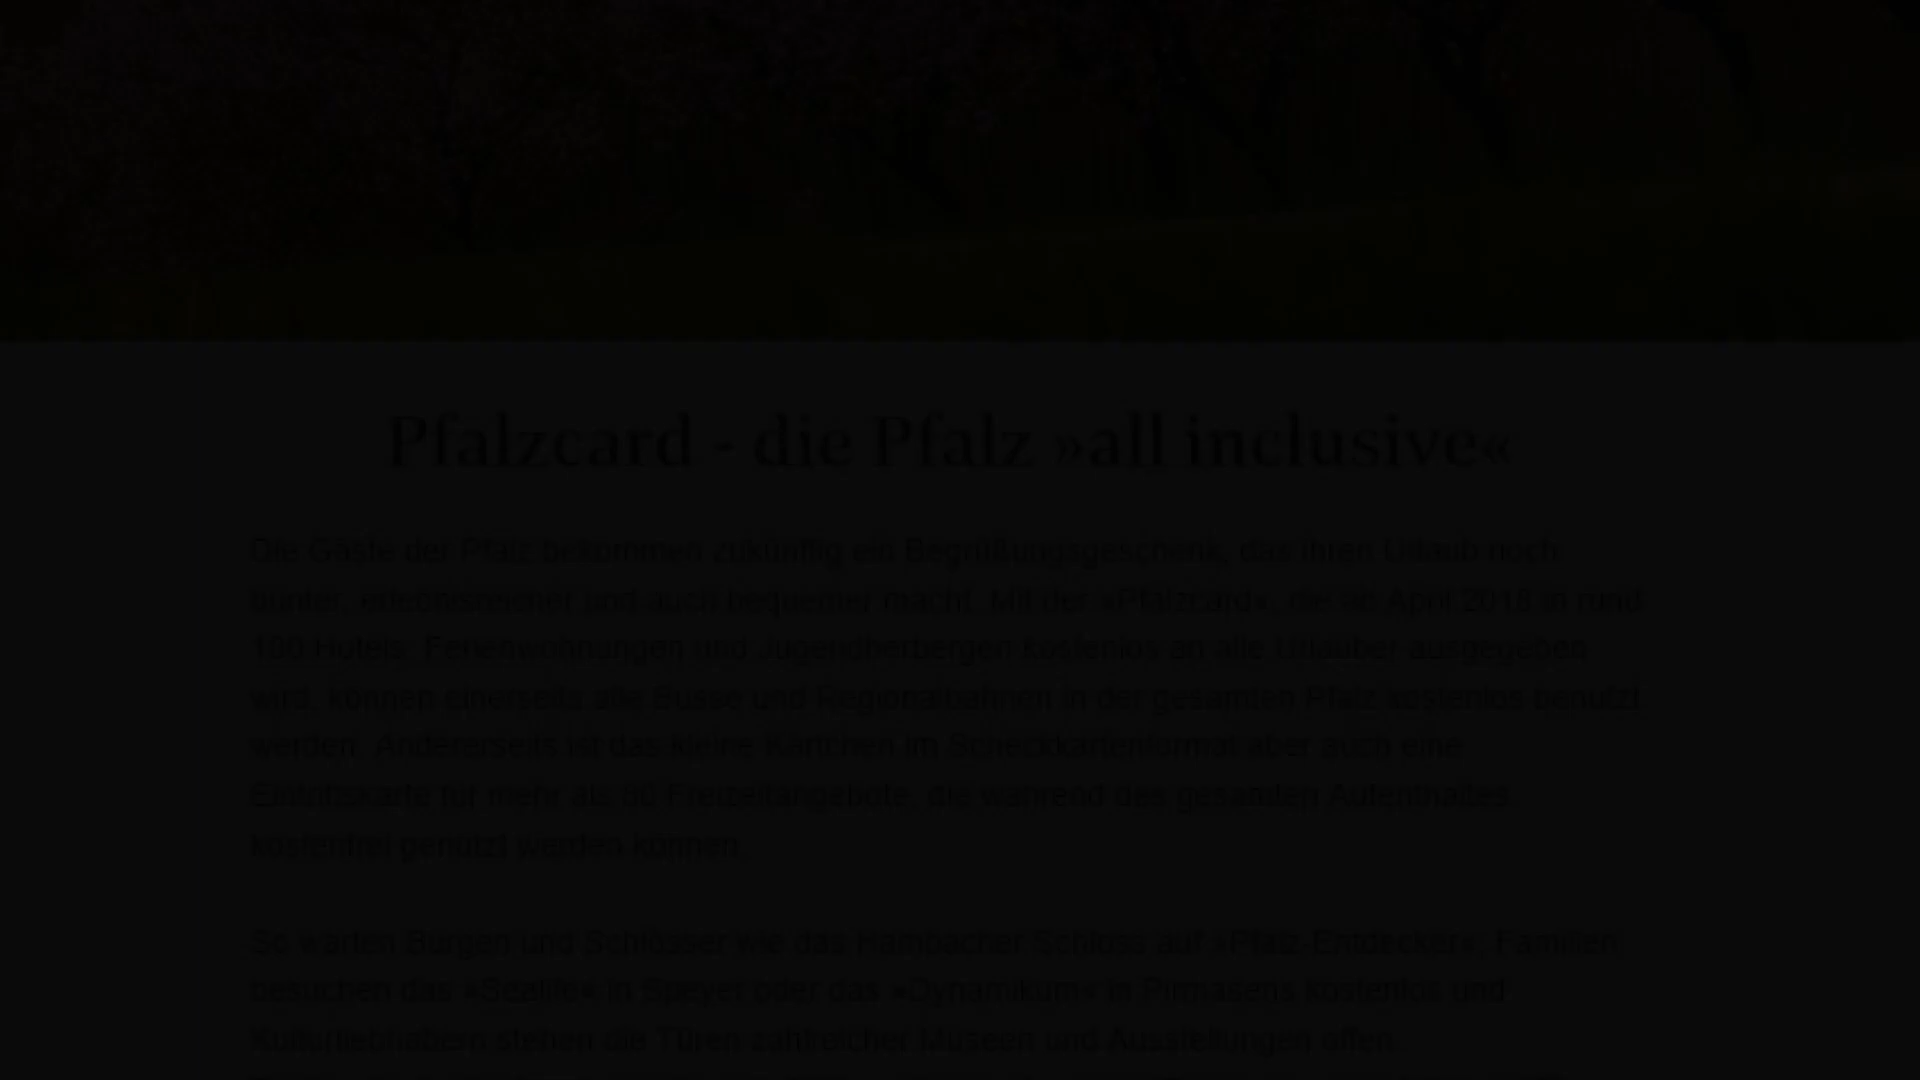 Pfalzcard - die Pfalz »all inclusive«
Die Gäste der Pfalz bekommen zukünftig ein Begrüßungsgeschenk, das ihren Urlaub noch
bunter, erlebnisreicher und auch bequemer macht. Mit der »Pfalzcard«, die ab April 2018 in rund
100 Hotels, Ferienwohnungen und Jugendherbergen kostenlos an alle Urlauber ausgegeben
wird, können einerseits alle Busse und Regionalbahnen in der gesamten Pfalz kostenlos benutzt
werden. Andererseits ist das kleine Kärtchen im Scheckkartenformat aber auch eine
Eintrittskarte für mehr als 60 Freizeitangebote, die während des gesamten Aufenthaltes
kostenfrei genutzt werden können.
So warten Burgen und Schlösser wie das Hambacher Schloss auf »Pfalz-Entdecker«; Familien
besuchen das »Sealife« in Speyer oder das »Dynamikum« in Pirmasens kostenlos und
Kulturliebhabern stehen die Türen zahlreicher Museen und Ausstellungen offen.